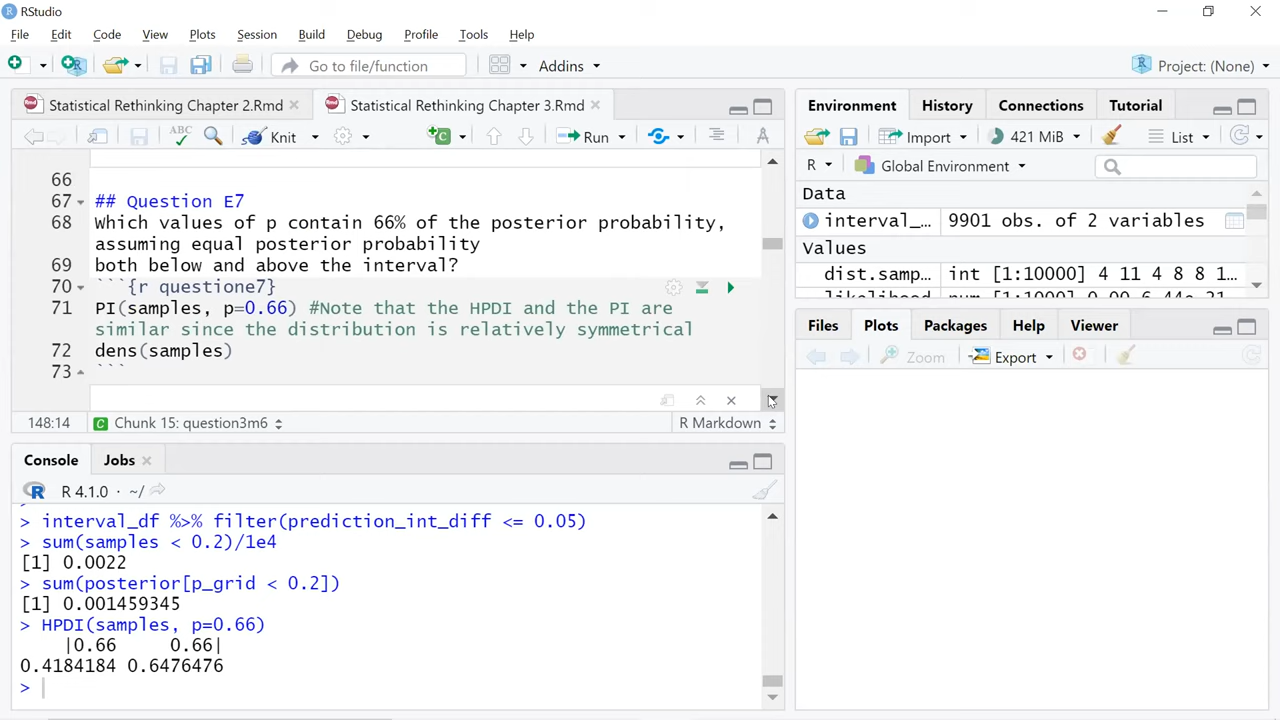 RStudio
File Edit Code View Plots Session Build Debug Profile Tools Help
Go to file/function Addins Project: (None)
Statistical Rethinking Chapter 2.Rmd Statistical Rethinking Chapter 3.Rmd
ABC Knit Run
66
67 ## Question E7
68 Which values of p contain 66% of the posterior probability,
assuming equal posterior probability
69 both below and above the interval?
70 ```{r questione7}
71 PI(samples, p=0.66) #Note that the HPDI and the PI are
similar since the distribution is relatively symmetrical
72 dens(samples)
73 ```
148:14 Chunk 15: question3m6 R Markdown
Console Jobs
R 4.1.0 · ~/
> interval_df %>% filter(prediction_int_diff <= 0.05)
> sum(samples < 0.2)/1e4
[1] 0.0022
> sum(posterior[p_grid < 0.2])
[1] 0.001459345
> HPDI(samples, p=0.66)
|0.66 0.66|
0.4184184 0.6476476
>
Environment History Connections Tutorial
Import 421 MiB List
R Global Environment
Data
interval_… 9901 obs. of 2 variables
Values
dist.samp… int [1:10000] 4 11 4 8 8 1…
Files Plots Packages Help Viewer
Zoom Export